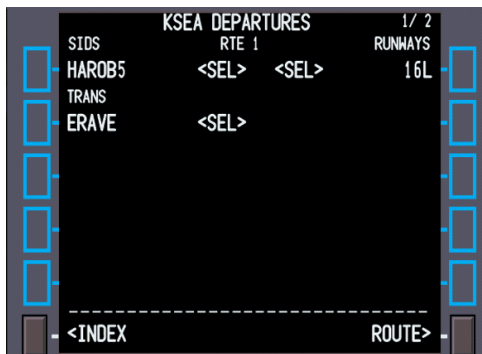 KSEA DEPARTURES 1/ 2
SIDS RTE 1 RUNWAYS
HAROB5 <SEL> <SEL> 16L
TRANS
ERAVE <SEL>
<INDEX ROUTE>